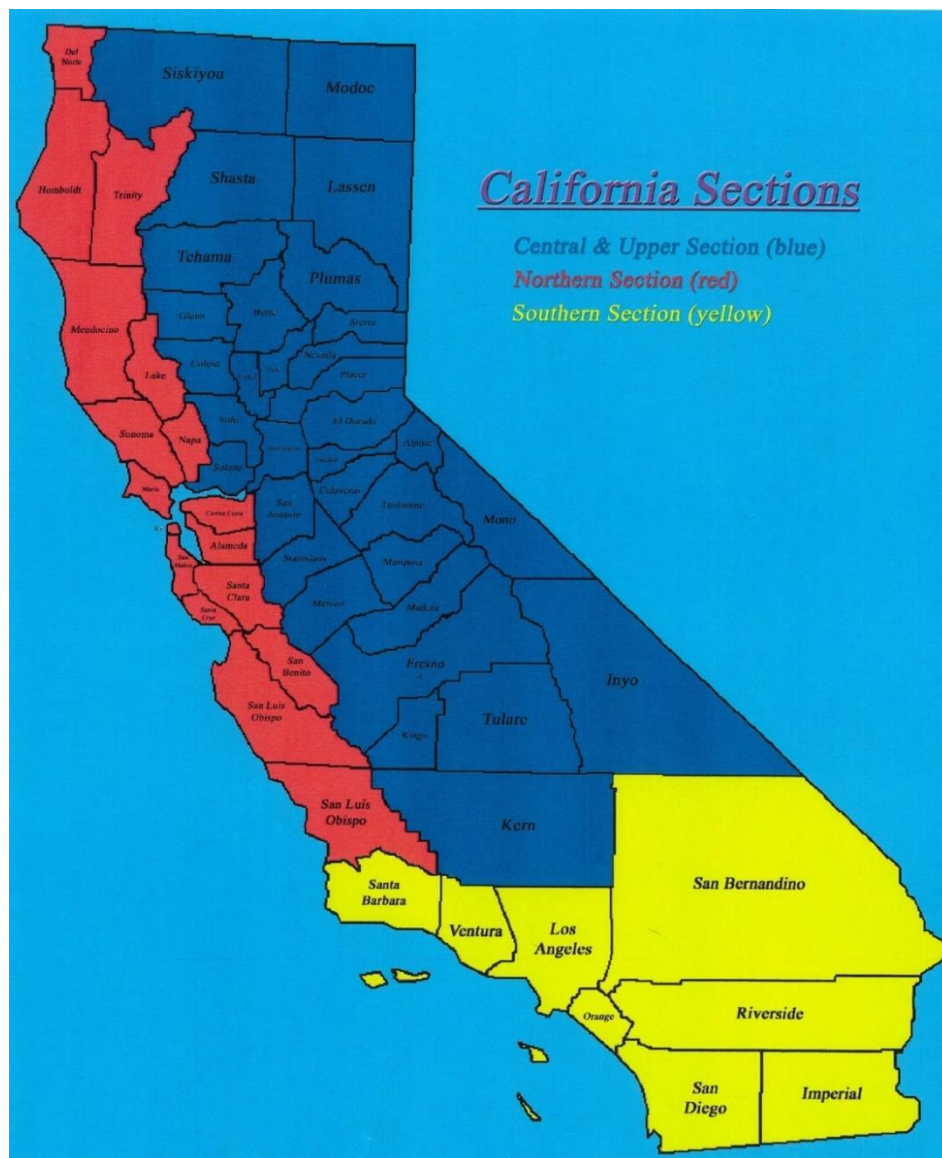 Del
Norte
Siskiyou
Modoc
California Sections
Homboldt
Trinity
Shasta
Lassen
Central & Upper Section (blue)
Northern Section (red)
Southern Section (yellow)
Tehama
Plumas
Mendocino
Glenn
Butte
Sierra
Lake
Colusa
Nevada
Placer
Sonoma
Napa
Yolo
El Dorado
Alpine
Solano
Marin
Calaveras
Contra Costa
San
Joaquin
Tuolumne
Mono
Alameda
San
Mateo
Stanislaus
Mariposa
Santa
Clara
Santa
Cruz
Merced
Madera
San
Benito
Fresno
Inyo
San Luis
Obispo
Kings
Tulare
San Luis
Obispo
Kern
Santa
Barbara
Ventura
Los
Angeles
San Bernandino
Orange
Riverside
San
Diego
Imperial